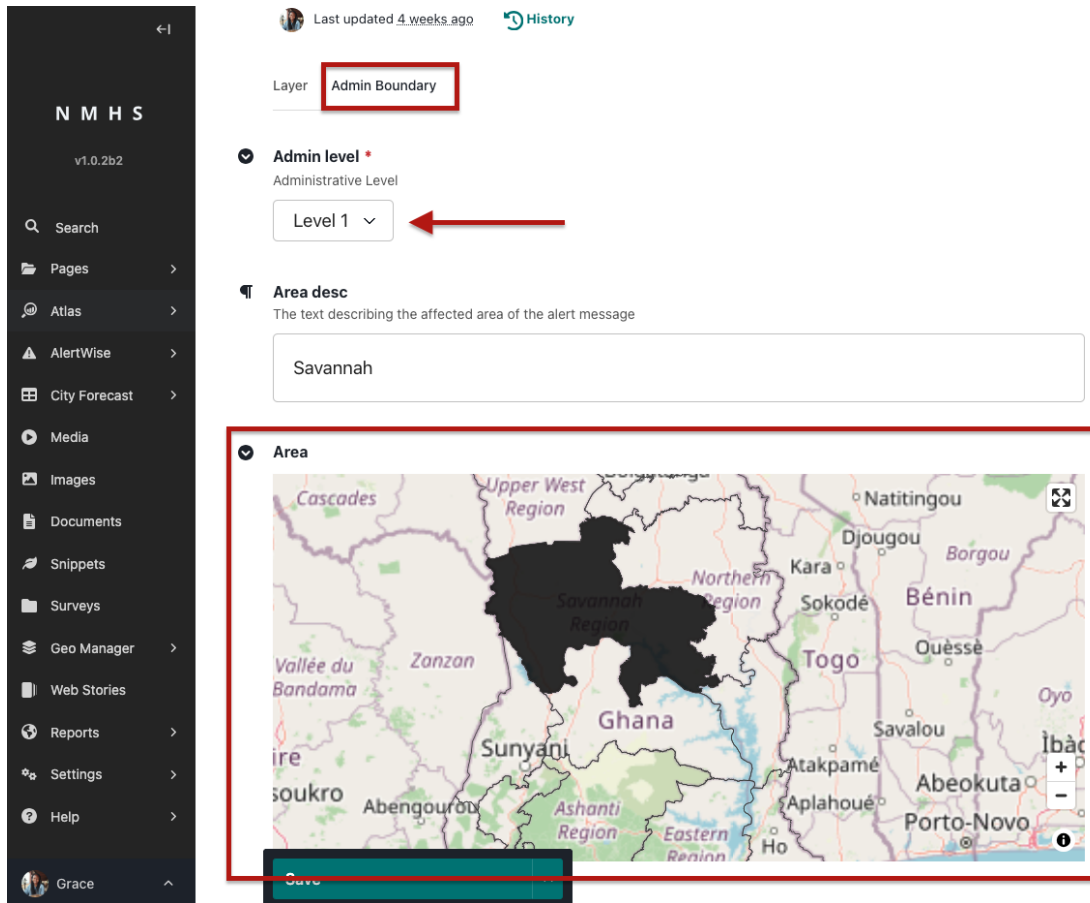 Last updated 4 weeks ago
History
Layer
Admin Boundary
N M H S
v1.0.2b2
Search
Pages
Atlas
AlertWise
City Forecast
Media
Images
Documents
Snippets
Surveys
Geo Manager
Web Stories
Reports
Settings
Help
Grace
Admin level *
Administrative Level
Level 1
Area desc
The text describing the affected area of the alert message
Savannah
Area
Cascades
Upper West
Region
Natitingou
Djougou
Borgou
Kara
Northern
Region
Savannah
Region
Sokodé
Bénin
Ouèssè
Vallée du
Bandama
Zanzan
Togo
Oyo
Ghana
Savalou
Sunyani
Atakpamé
Abeokuta
Abengourou
Ashanti
Region
Aplahoué
Porto-Novo
Eastern
Region
Ho
Save